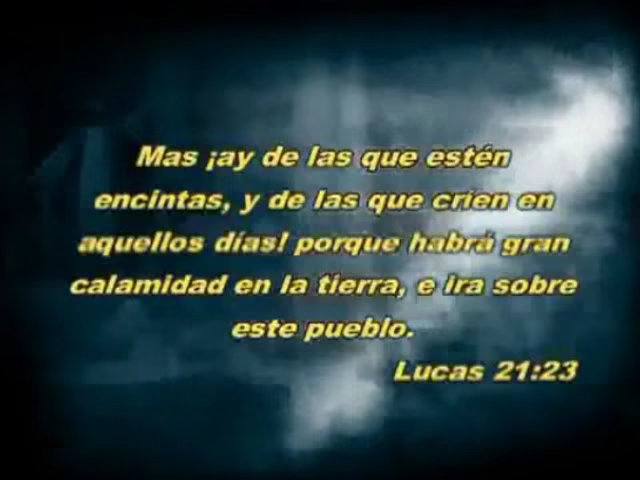 Mas ¡ay de las que estén
encintas, y de las que críen en
aquellos días! porque habrá gran
calamidad en la tierra, e ira sobre
este pueblo.
Lucas 21:23